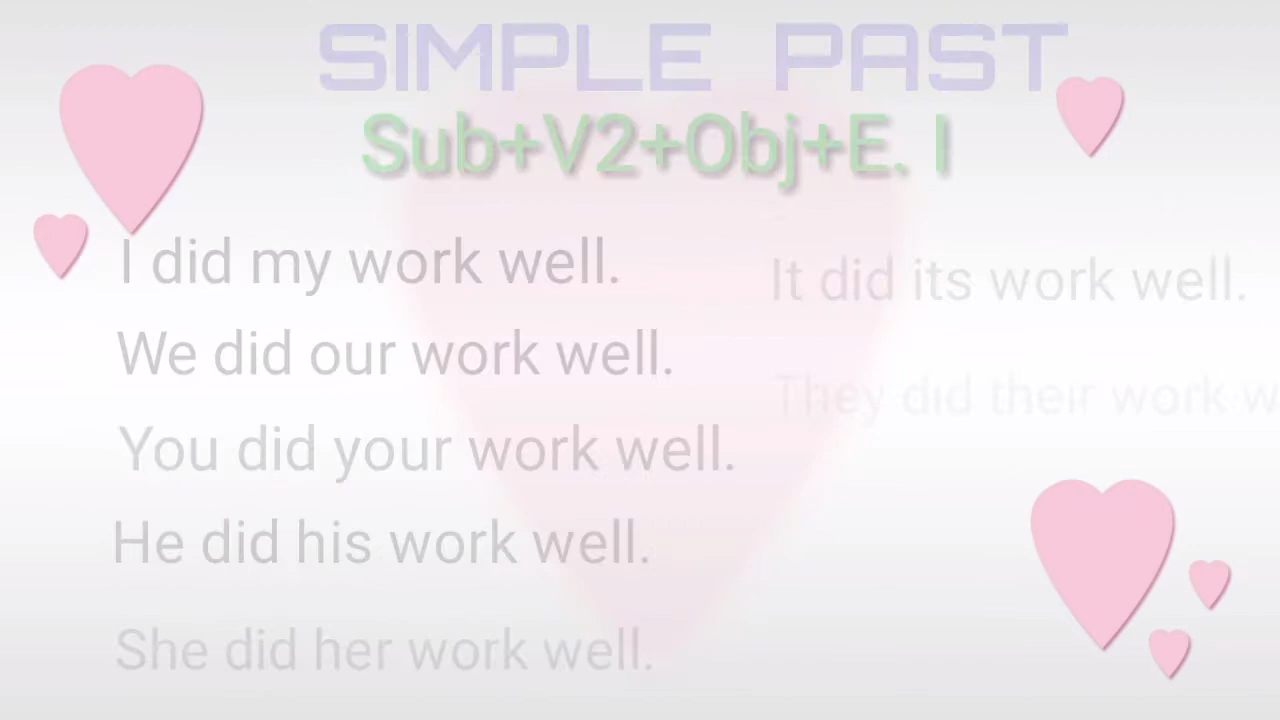 SIMPLE PAST
Sub+V2+Obj+E. I
I did my work well.
We did our work well.
You did your work well.
He did his work well.
She did her work well.
It did its work well.
They did their work w